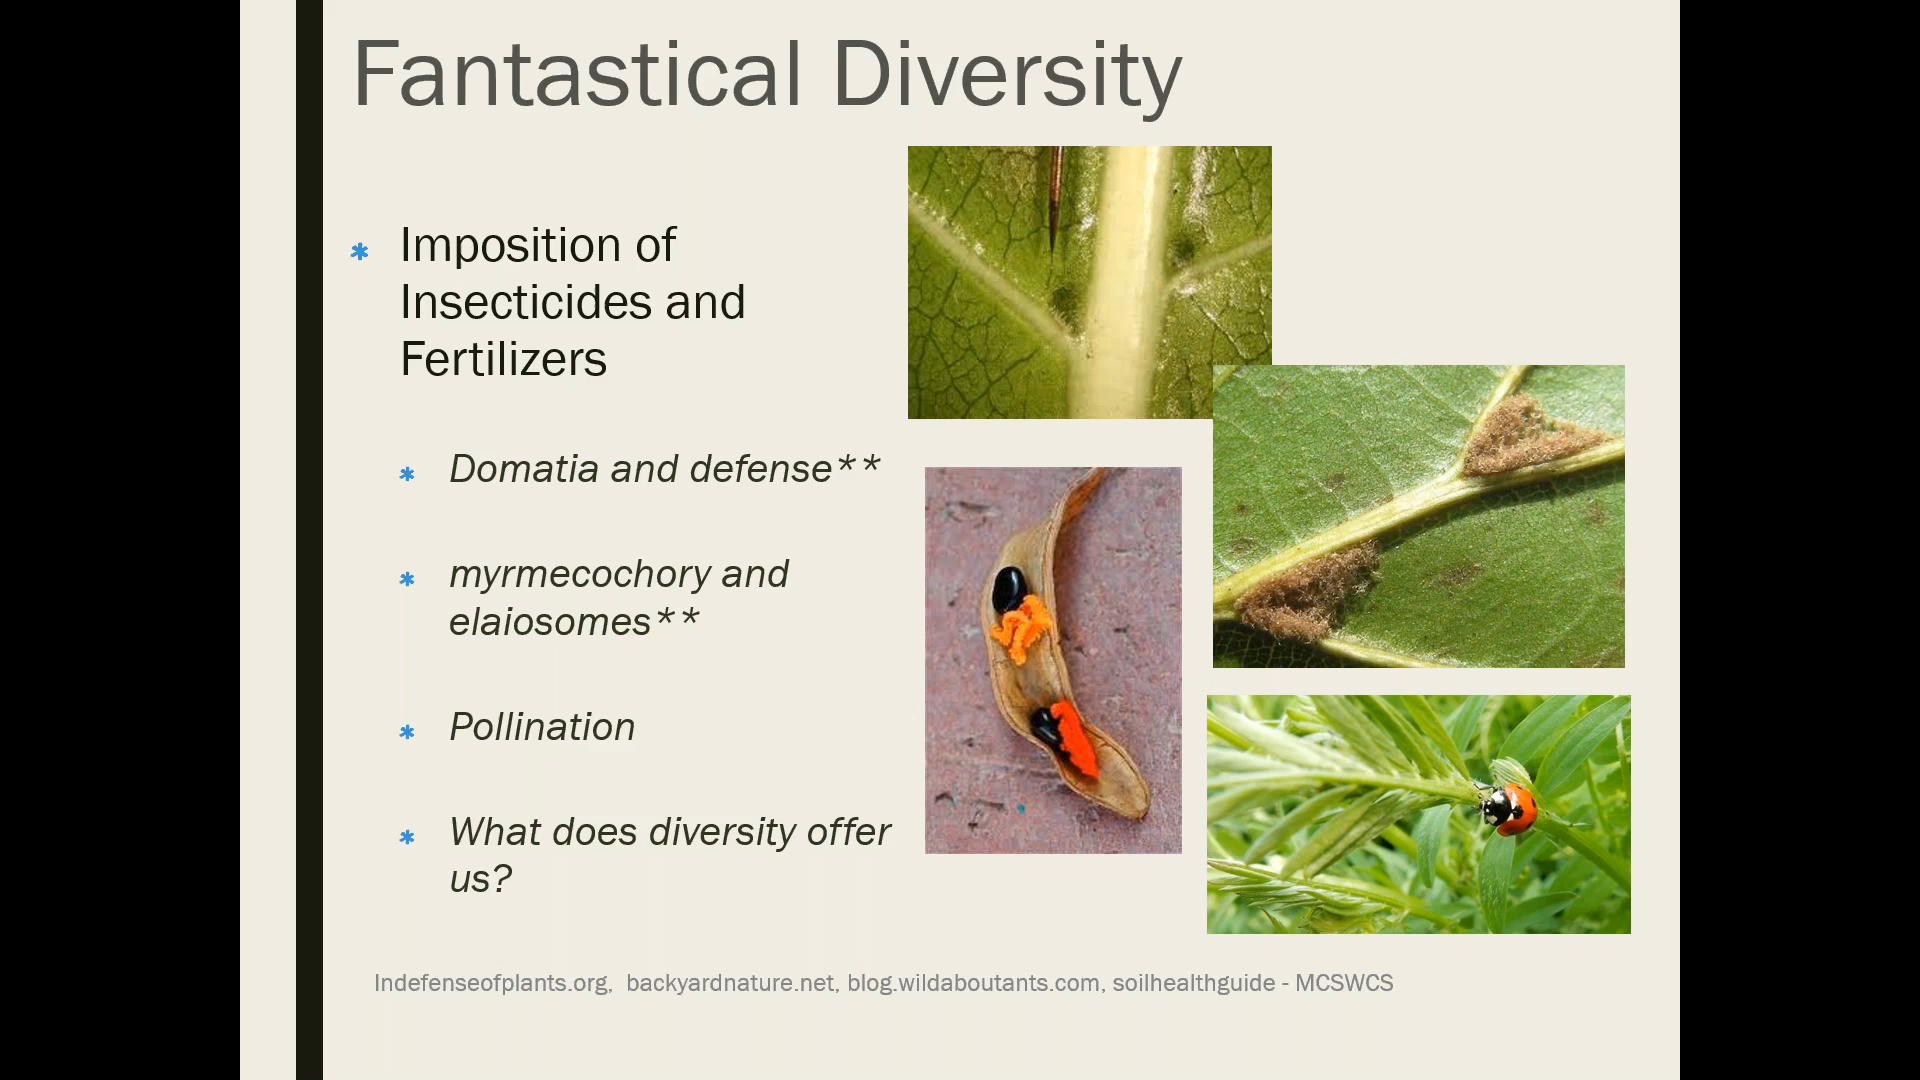 Fantastical Diversity
* Imposition of
Insecticides and
Fertilizers
* Domatia and defense**
* myrmecochory and
elaiosomes**
* Pollination
* What does diversity offer
us?
Indefenseofplants.org,  backyardnature.net, blog.wildaboutants.com, soilhealthguide - MCSWCS